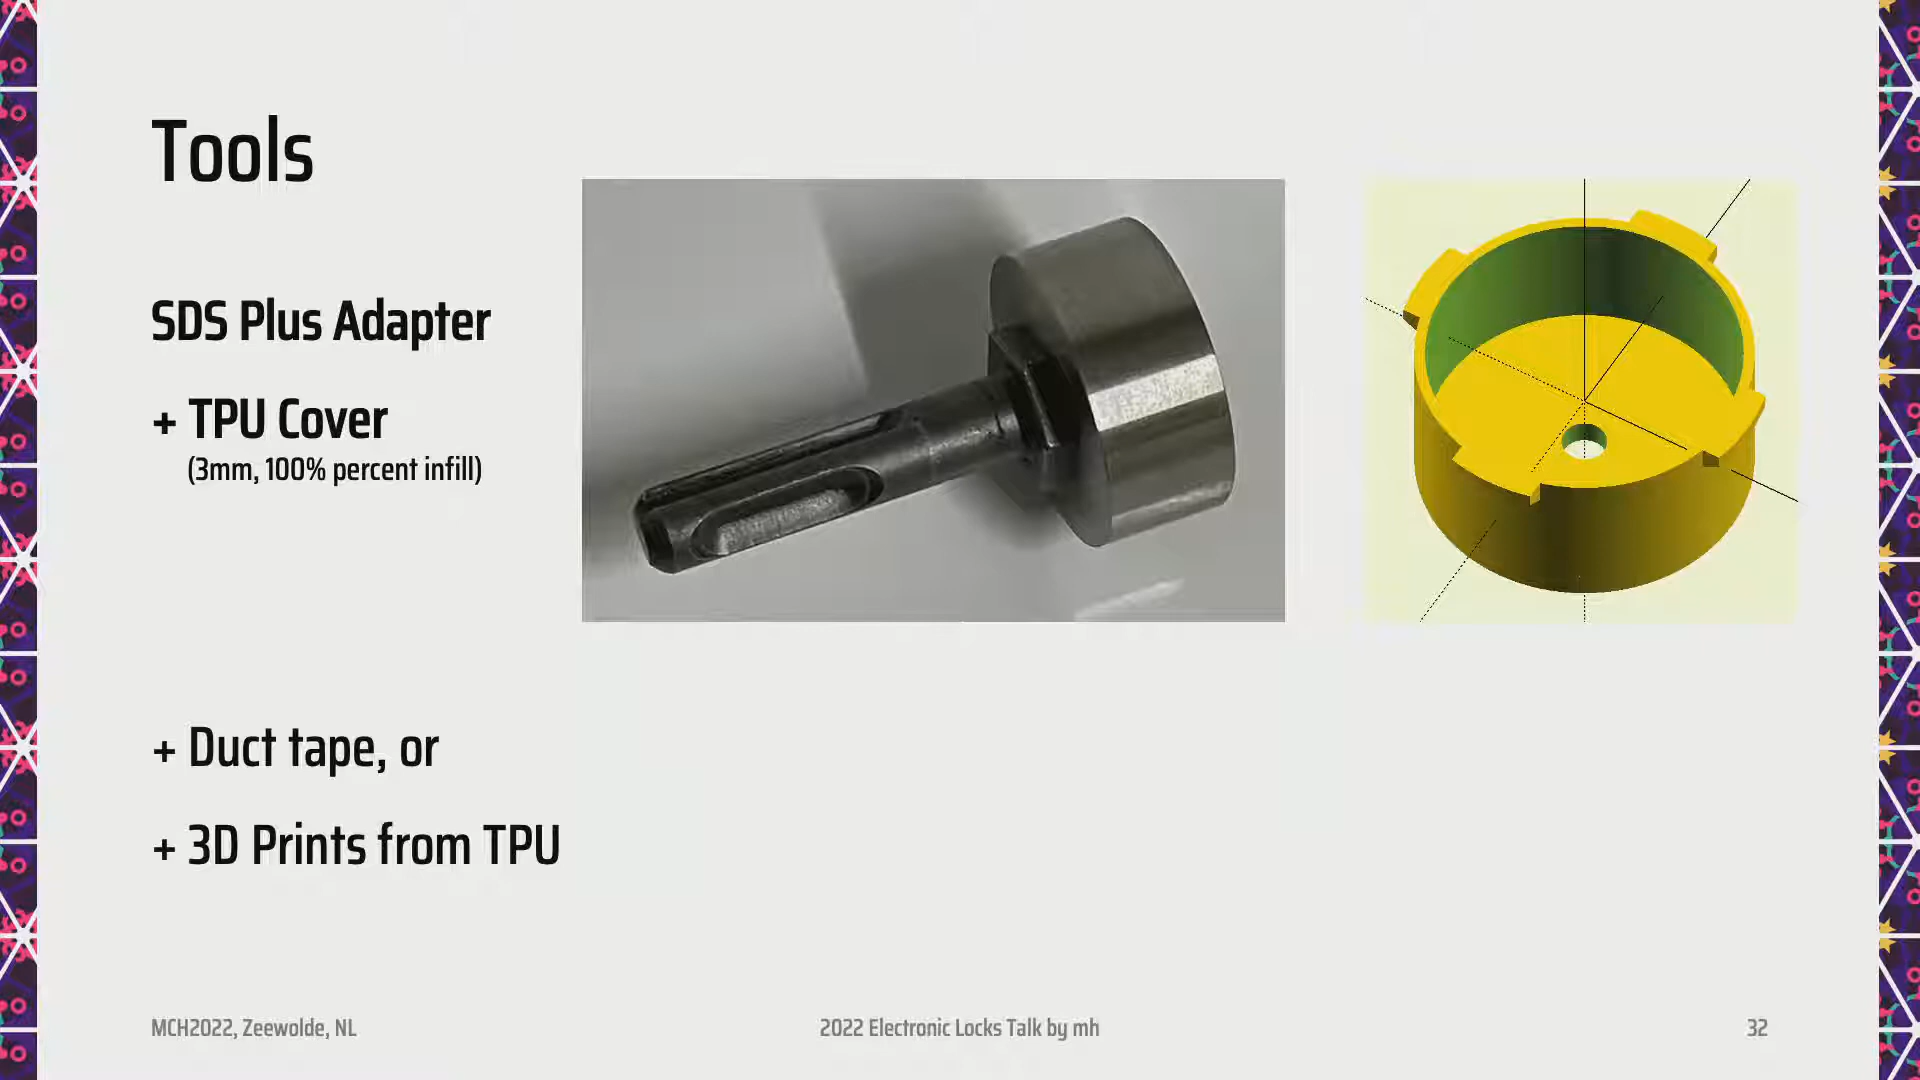 Tools
SDS Plus Adapter
+ TPU Cover
(3mm, 100% percent infill)
+ Duct tape, or
+ 3D Prints from TPU
MCH2022, Zeewolde, NL
2022 Electronic Locks Talk by mh
32